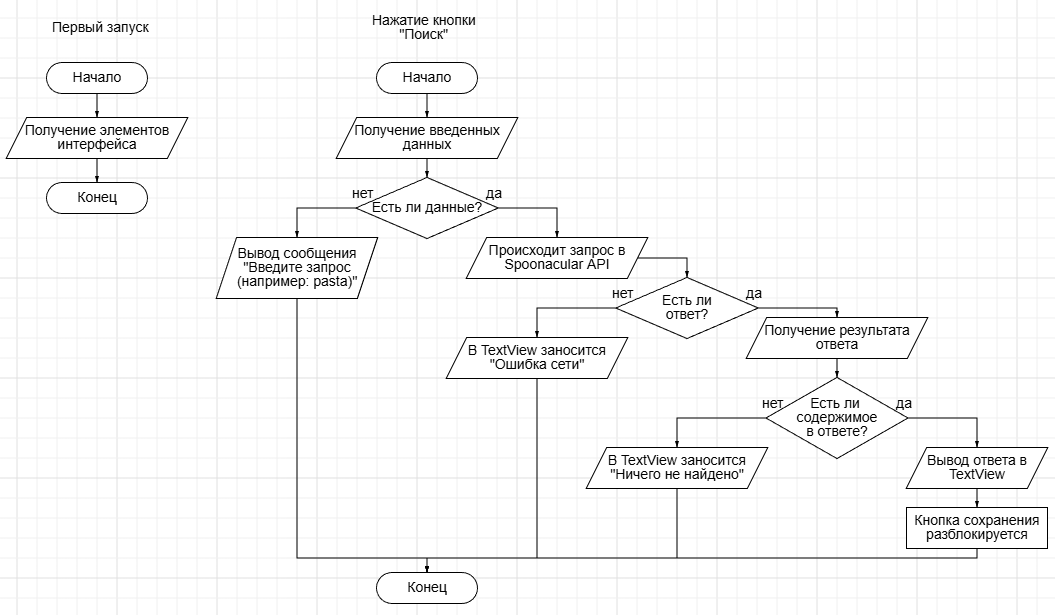 Первый запуск
Нажатие кнопки
"Поиск"
Начало
Начало
Получение элементов
интерфейса
Получение введенных
данных
Конец
нет
да
Есть ли данные?
Вывод сообщения
"Введите запрос
(например: pasta)"
Происходит запрос в
Spoonacular API
нет
да
Есть ли
ответ?
Получение результата
ответа
В TextView заносится
"Ошибка сети"
нет
да
Есть ли
содержимое
в ответе?
В TextView заносится
"Ничего не найдено"
Вывод ответа в
TextView
Кнопка сохранения
разблокируется
Конец